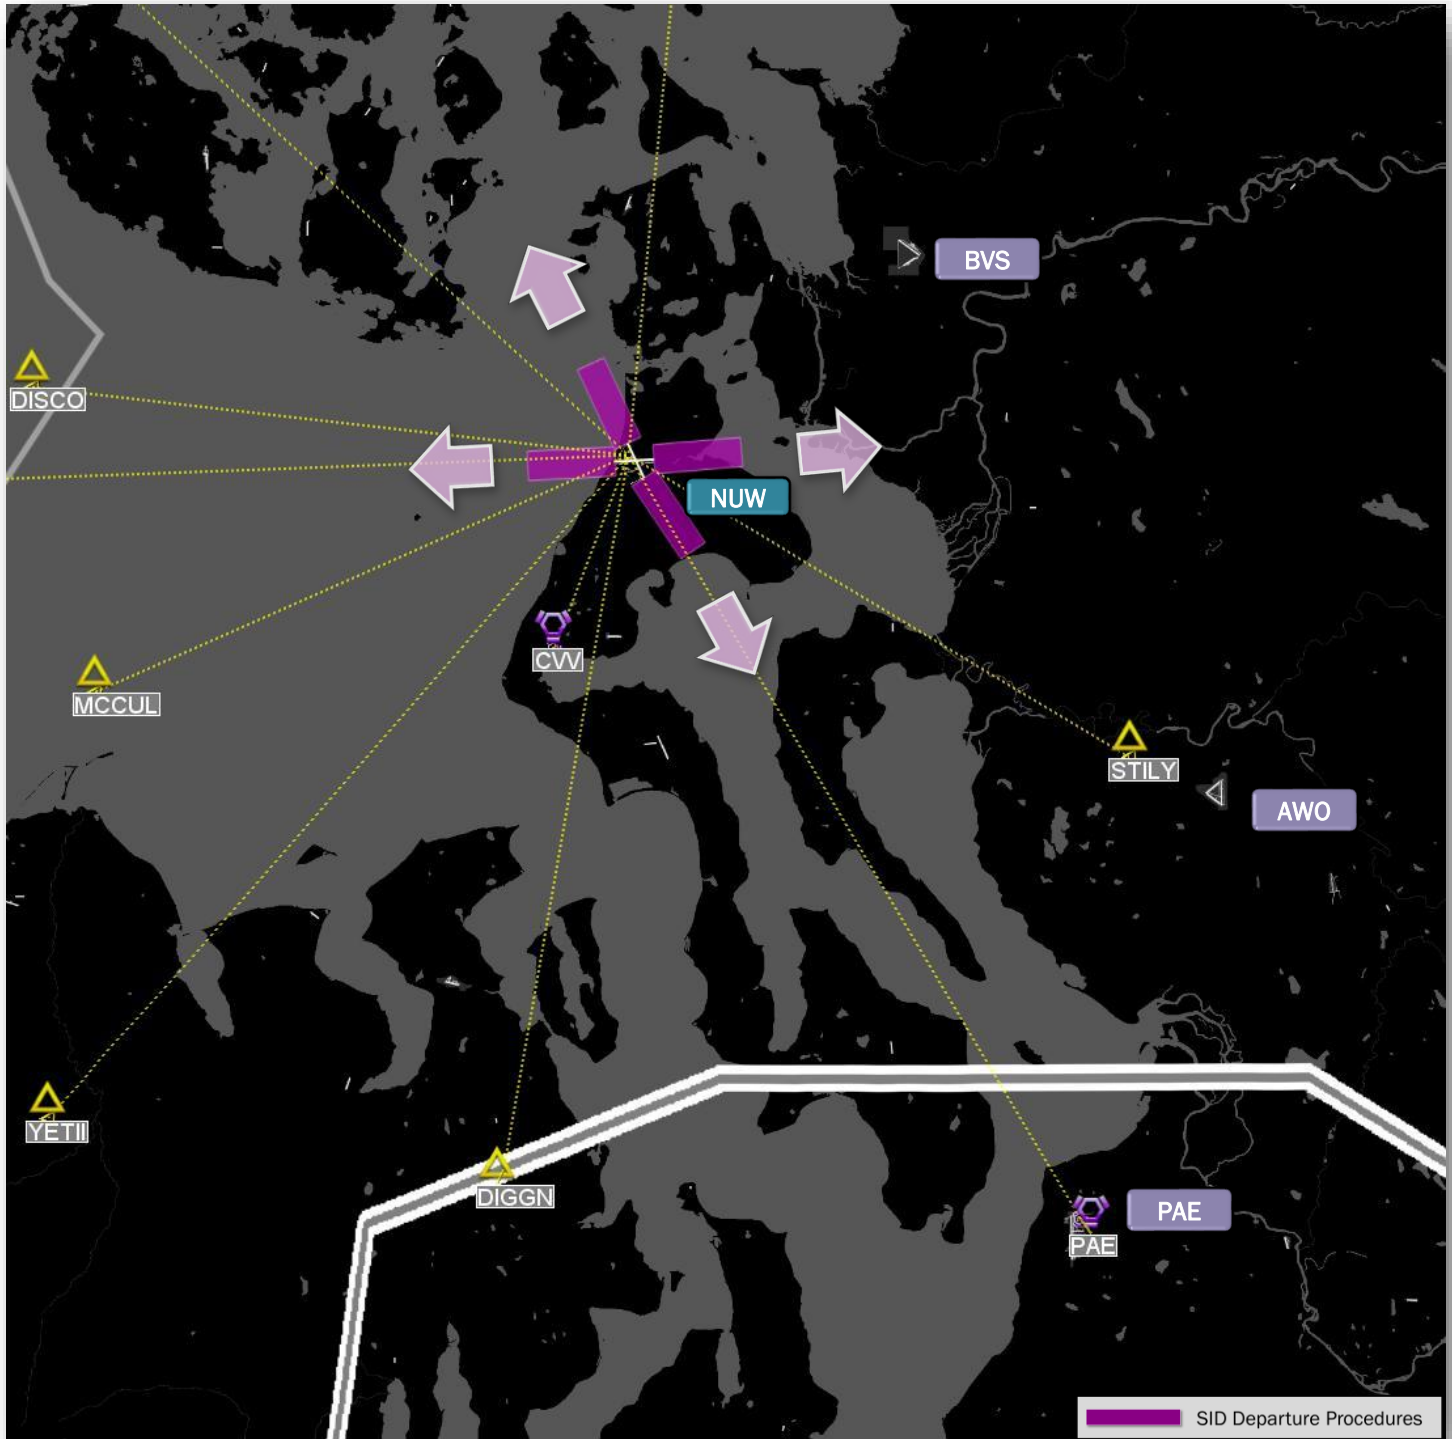 BVS
DISCO
NUW
CVV
MCCUL
STILY
AWO
YETII
DIGGN
PAE
PAE
SID Departure Procedures